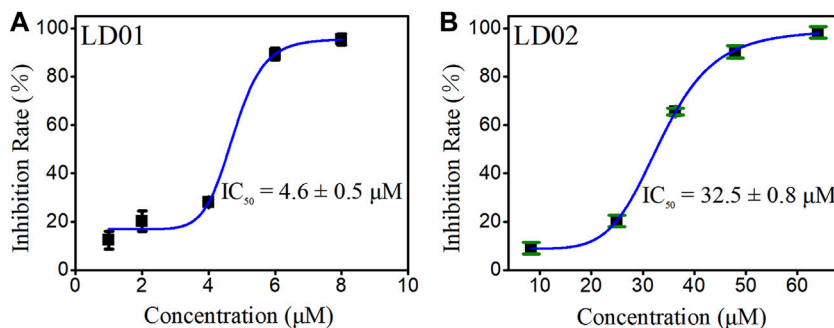 A
LD01
Inhibition Rate (%)
100
80
60
40
20
0
IC50 = 4.6 ± 0.5 μM
0 2 4 6 8 10
Concentration (μM)
B
LD02
Inhibition Rate (%)
100
80
60
40
20
0
IC50 = 32.5 ± 0.8 μM
10 20 30 40 50 60
Concentration (μM)